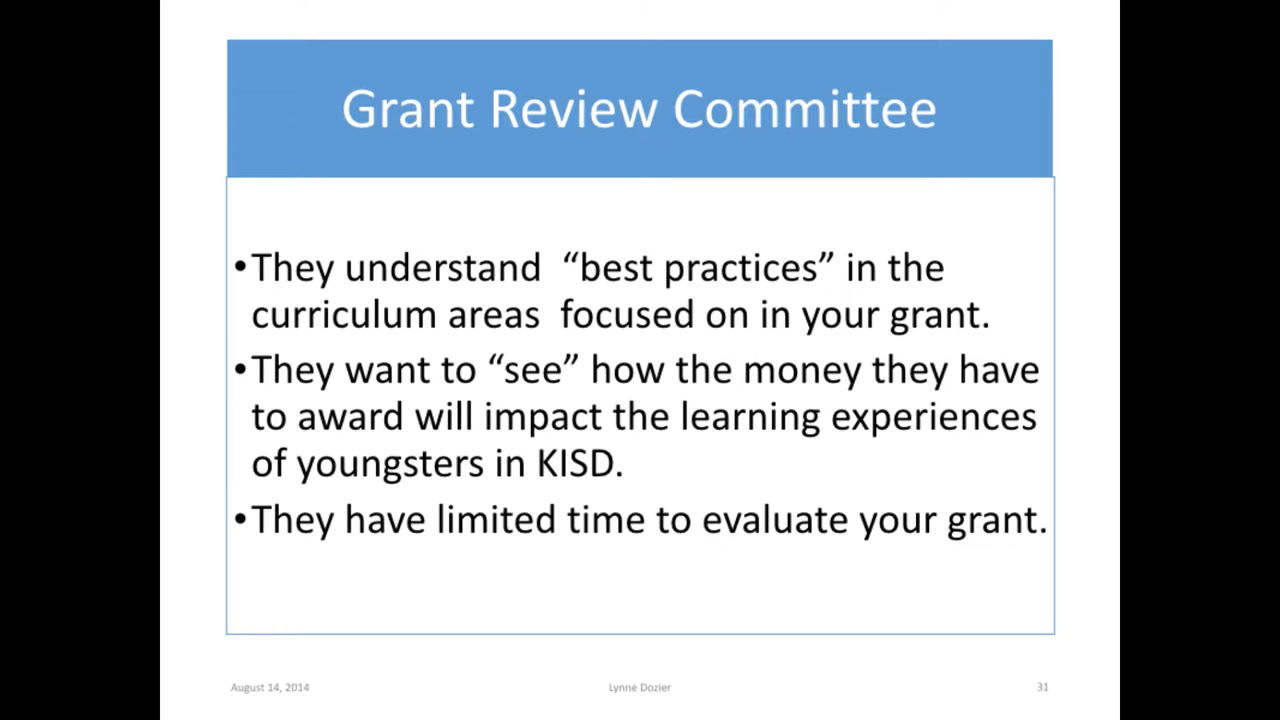 Grant Review Committee
•They understand  “best practices” in the
curriculum areas  focused on in your grant.
•They want to “see” how the money they have
to award will impact the learning experiences
of youngsters in KISD.
•They have limited time to evaluate your grant.
August 14, 2014
Lynne Dozier
31